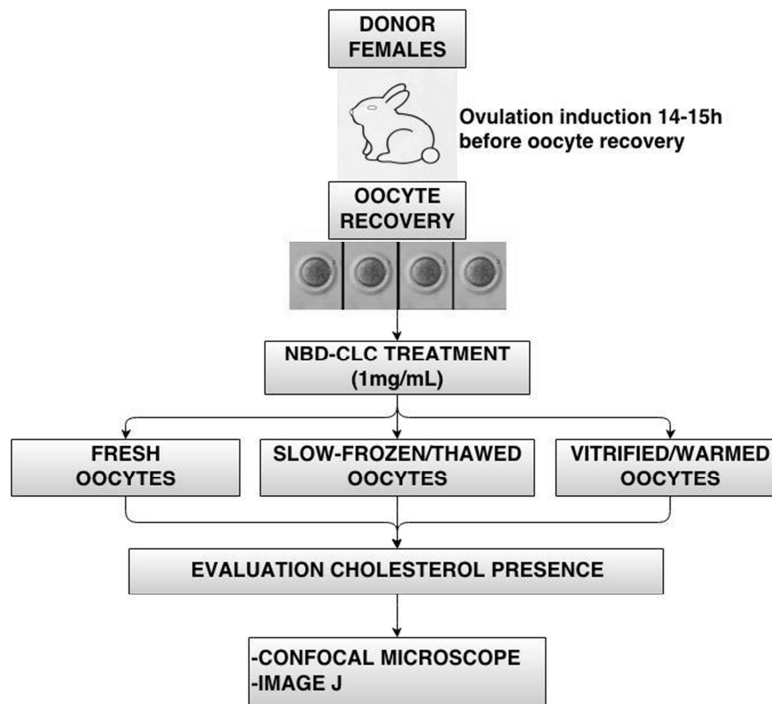 DONOR
FEMALES
Ovulation induction 14-15h
before oocyte recovery
OOCYTE
RECOVERY
NBD-CLC TREATMENT
(1mg/mL)
FRESH
OOCYTES
SLOW-FROZEN/THAWED
OOCYTES
VITRIFIED/WARMED
OOCYTES
EVALUATION CHOLESTEROL PRESENCE
-CONFOCAL MICROSCOPE
-IMAGE J